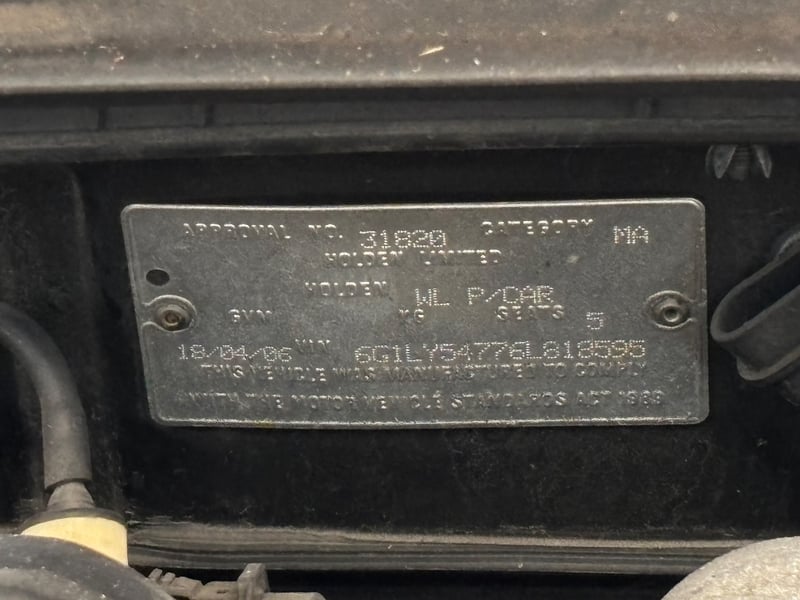 APPROVAL NO. 31820 CATEGORY MA
HOLDEN LIMITED
HOLDEN WL P/CAR
GVM KG SEATS 5
18/04/06 VIN 6G1LY54776L818595
THIS VEHICLE WAS MANUFACTURED TO COMPLY
WITH THE MOTOR VEHICLE STANDARDS ACT 1989